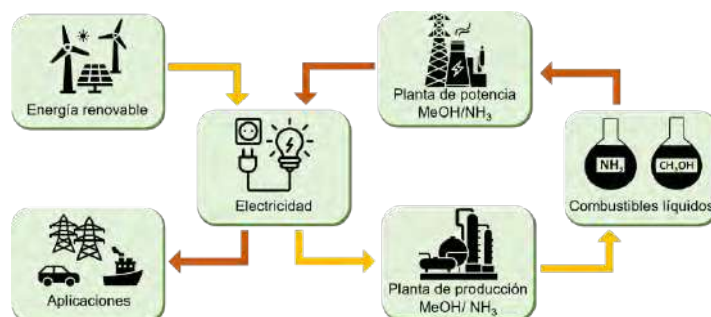 Energía renovable
Planta de potencia
MeOH/NH₃
Electricidad
NH₃
CH₃OH
Combustibles líquidos
Aplicaciones
Planta de producción
MeOH/ NH₃